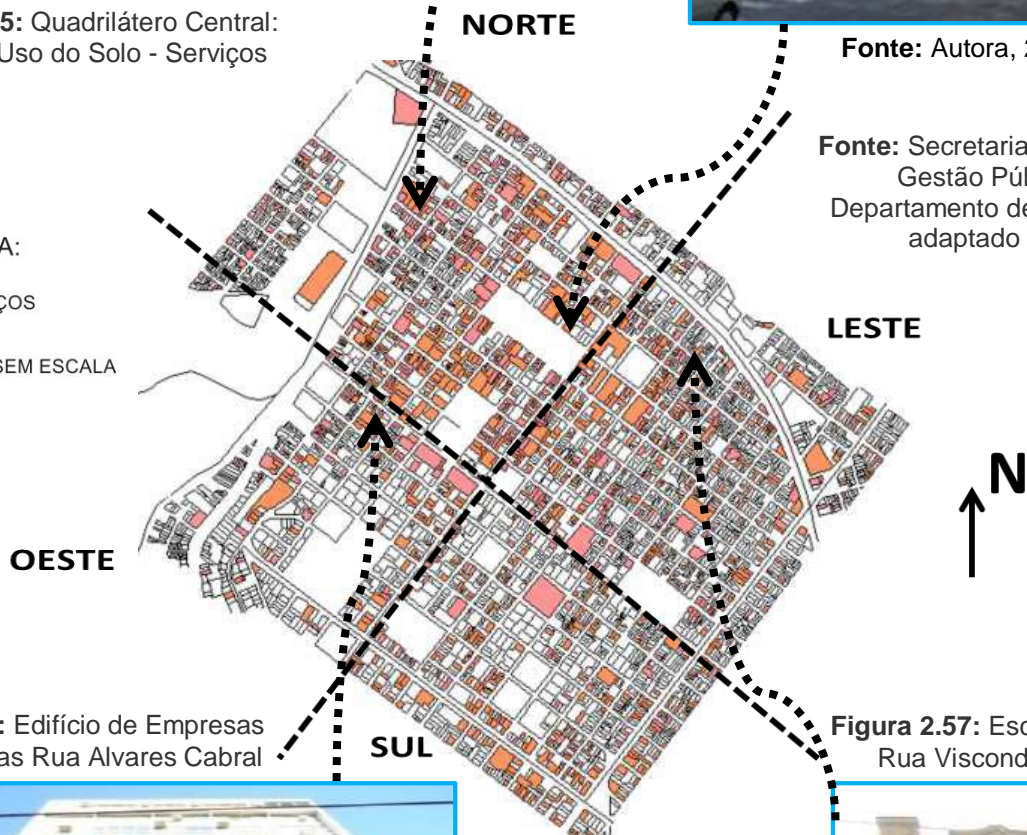 5: Quadrilátero Central:
Uso do Solo - Serviços
NORTE
Fonte: Autora, 2
Fonte: Secretaria
Gestão Púb
Departamento de
adaptado
A:
ÇOS
SEM ESCALA
LESTE
N
OESTE
SUL
: Edifício de Empresas
as Rua Alvares Cabral
Figura 2.57: Esc
Rua Viscond